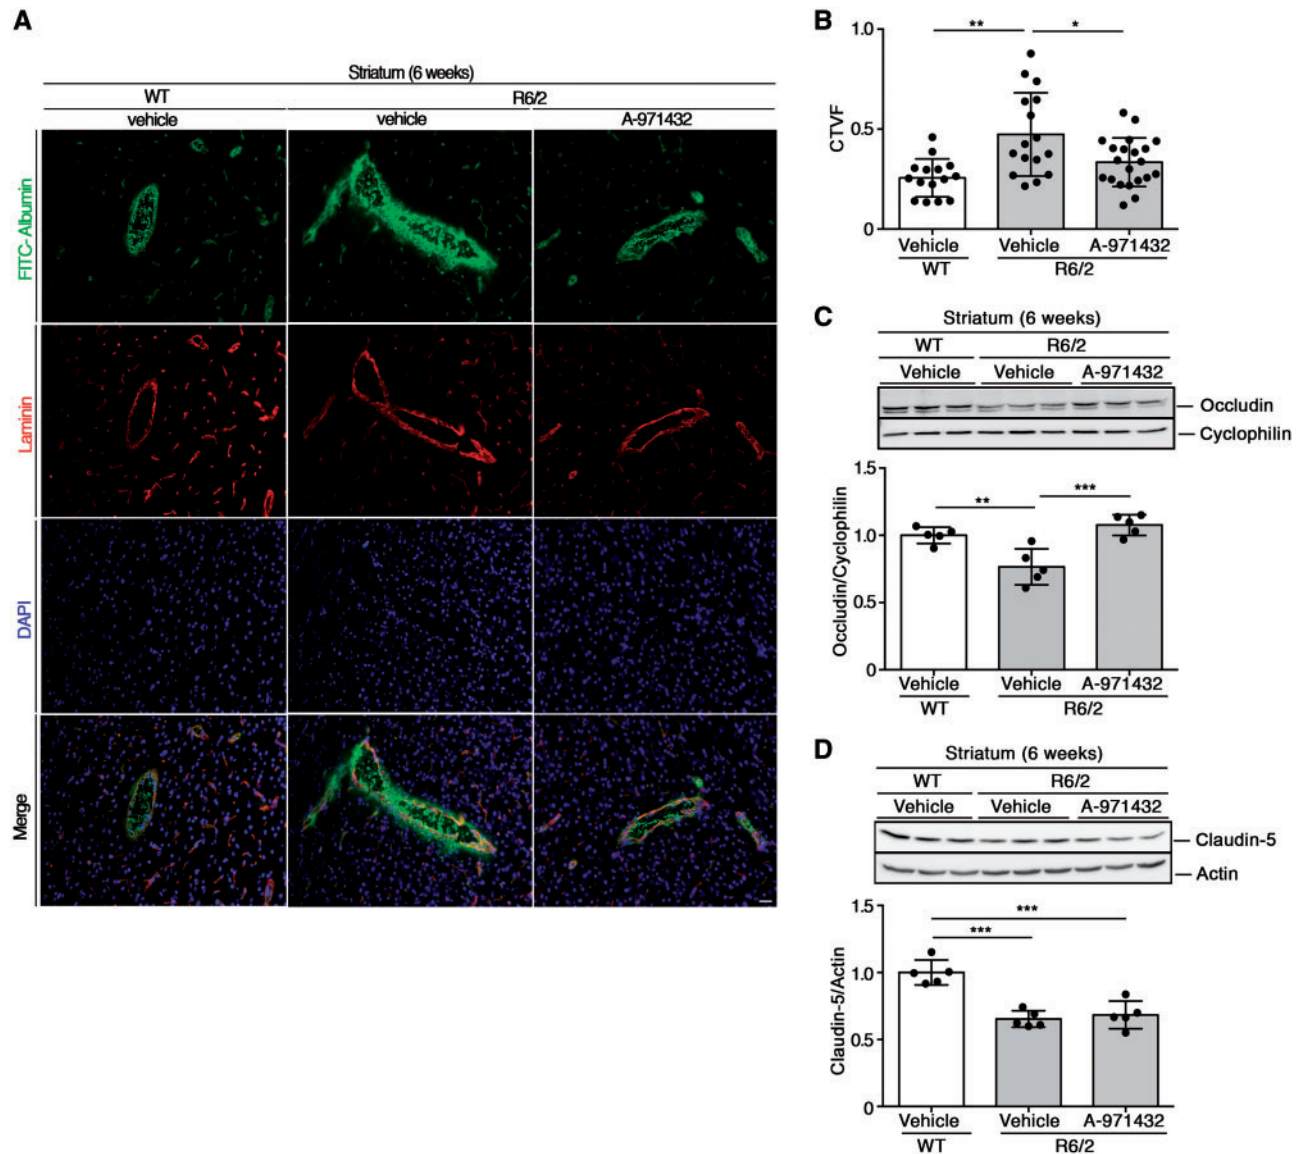 A
Striatum (6 weeks)
WT
R6/2
vehicle
vehicle
A-971432
FITC-Albumin
Laminin
DAPI
Merge
B
**
*
1.0
0.5
0
CTVF
Vehicle
Vehicle
A-971432
WT
R6/2
C
Striatum (6 weeks)
WT
R6/2
Vehicle
Vehicle
A-971432
Occludin
Cyclophilin
1.5
1.0
0.5
0
Occludin/Cyclophilin
**
***
Vehicle
Vehicle
A-971432
WT
R6/2
D
Striatum (6 weeks)
WT
R6/2
Vehicle
Vehicle
A-971432
Claudin-5
Actin
1.5
1.0
0.5
0
Claudin-5/Actin
***
***
Vehicle
Vehicle
A-971432
WT
R6/2